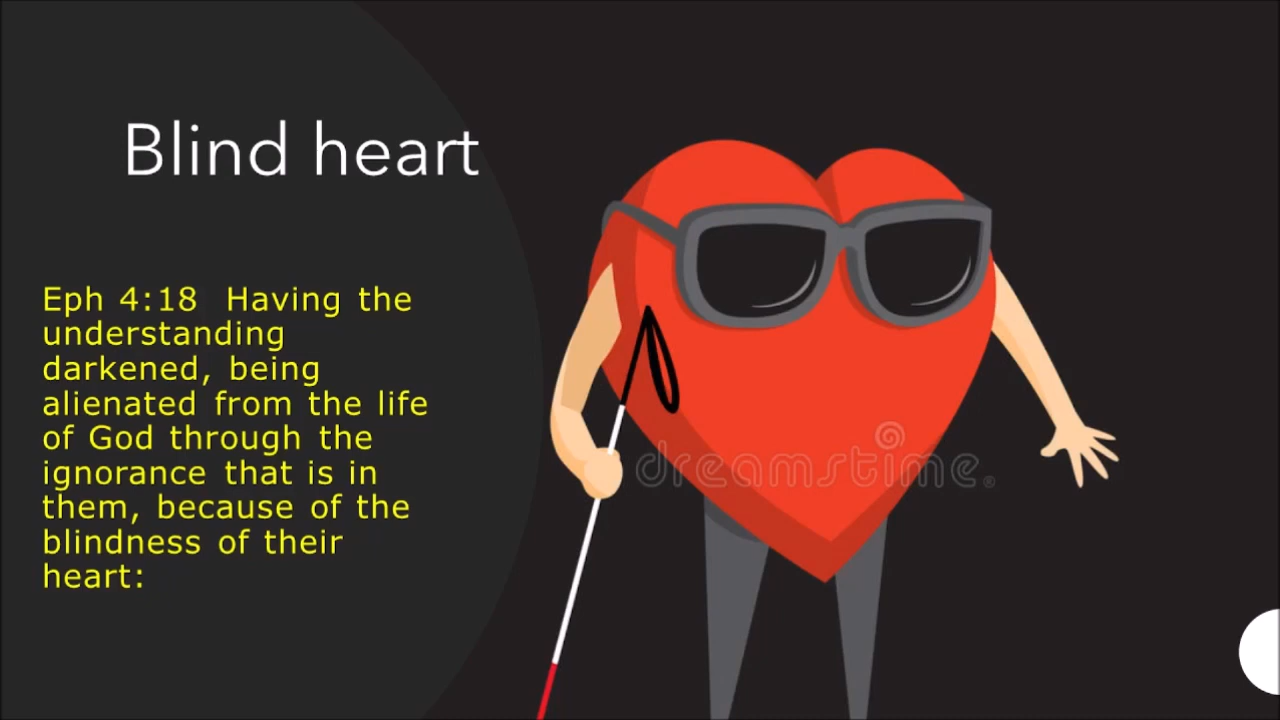 Blind heart
Eph 4:18  Having the
understanding
darkened, being
alienated from the life
of God through the
ignorance that is in
them, because of the
blindness of their
heart:
dreamstime.